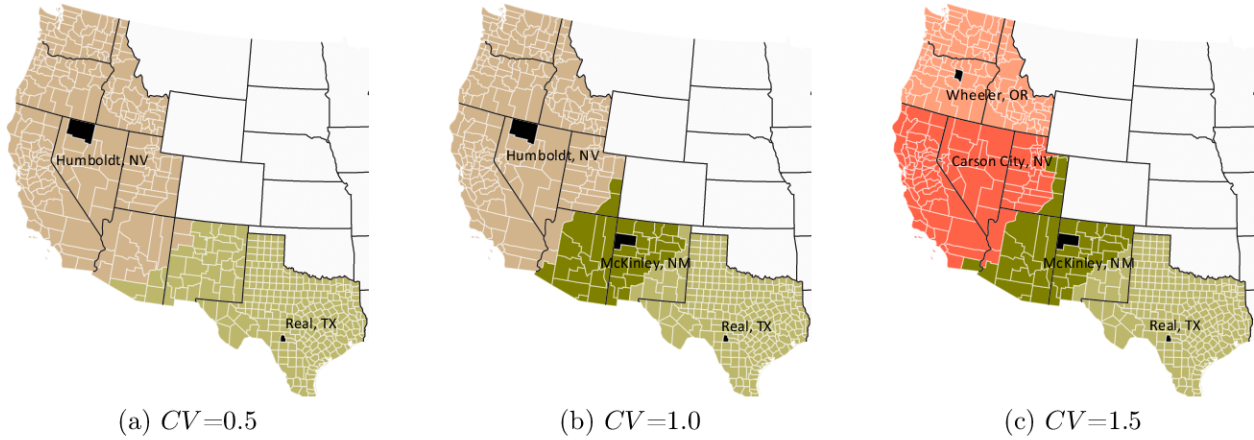 Humboldt, NV
Real, TX
(a) CV=0.5
Humboldt, NV
McKinley, NM
Real, TX
(b) CV=1.0
Wheeler, OR
Carson City, NV
McKinley, NM
Real, TX
(c) CV=1.5